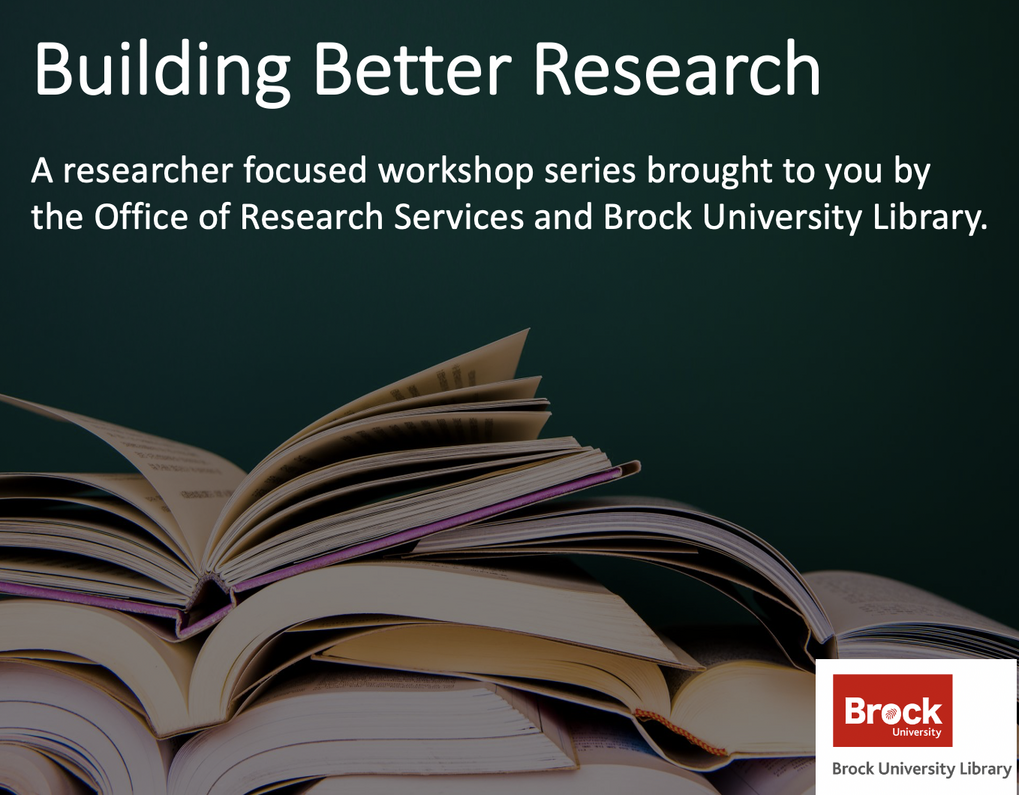 Building Better Research
A researcher focused workshop series brought to you by
the Office of Research Services and Brock University Library.
Brock
University
Brock University Library